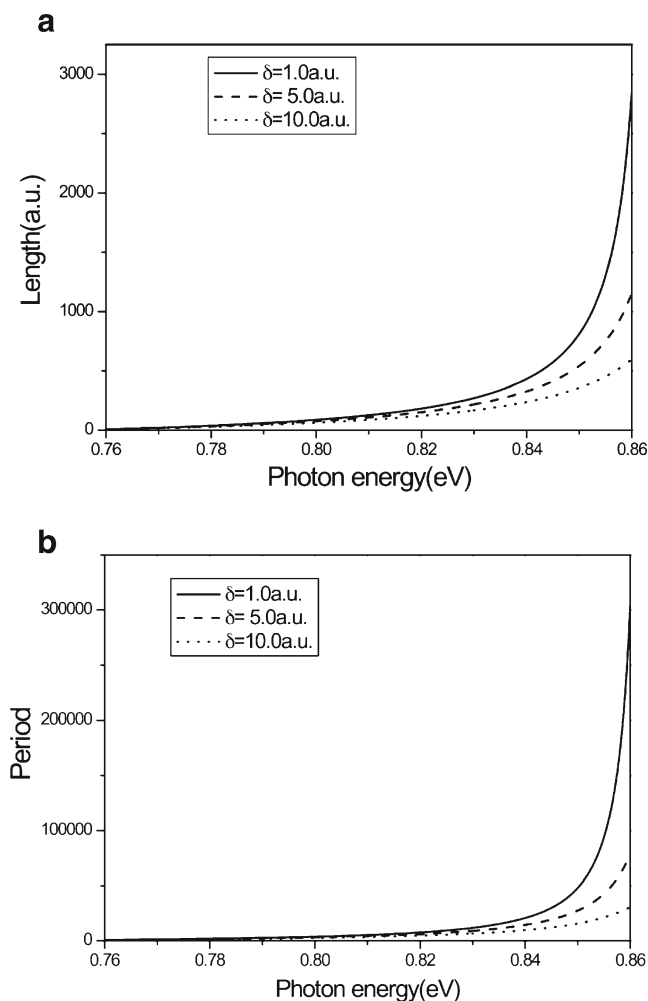 a
3000
2000
1000
0
Length(a.u.)
δ=1.0a.u.
δ= 5.0a.u.
δ=10.0a.u.
0.76 0.78 0.80 0.82 0.84 0.86
Photon energy(eV)
b
300000
200000
100000
0
Period
δ=1.0a.u.
δ= 5.0a.u.
δ=10.0a.u.
0.76 0.78 0.80 0.82 0.84 0.86
Photon energy(eV)